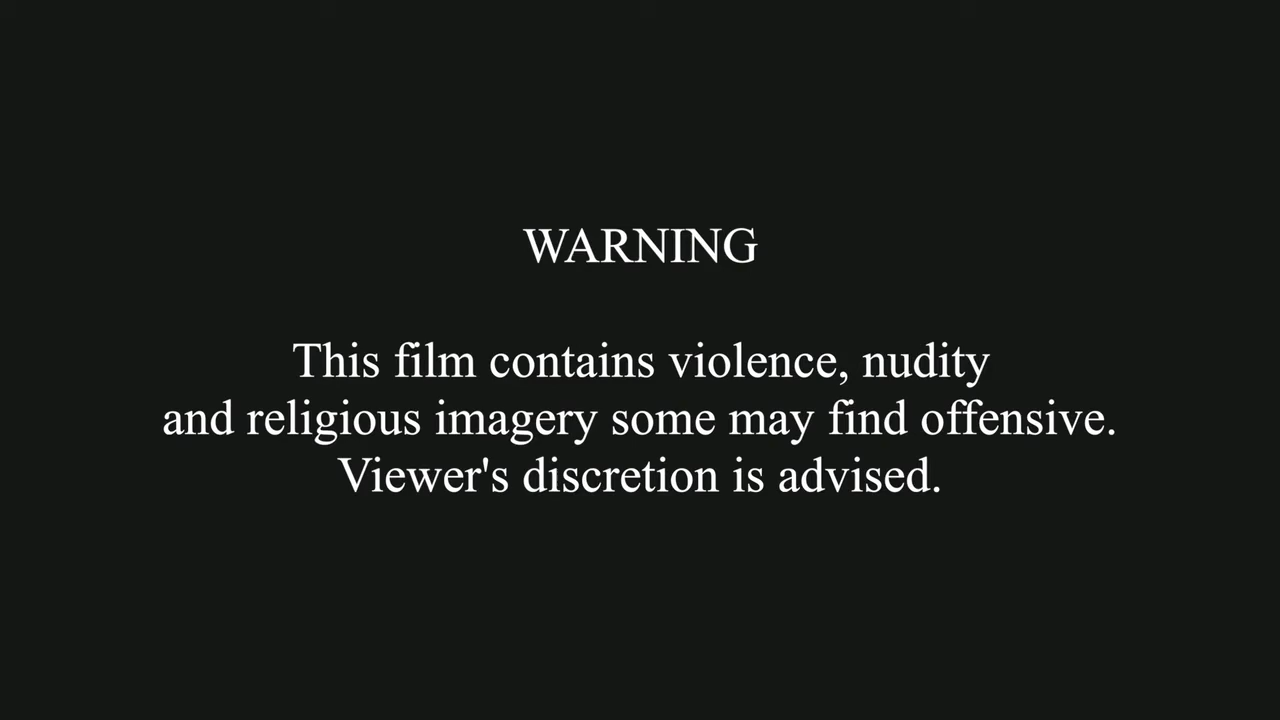 WARNING
This film contains violence, nudity
and religious imagery some may find offensive.
Viewer's discretion is advised.